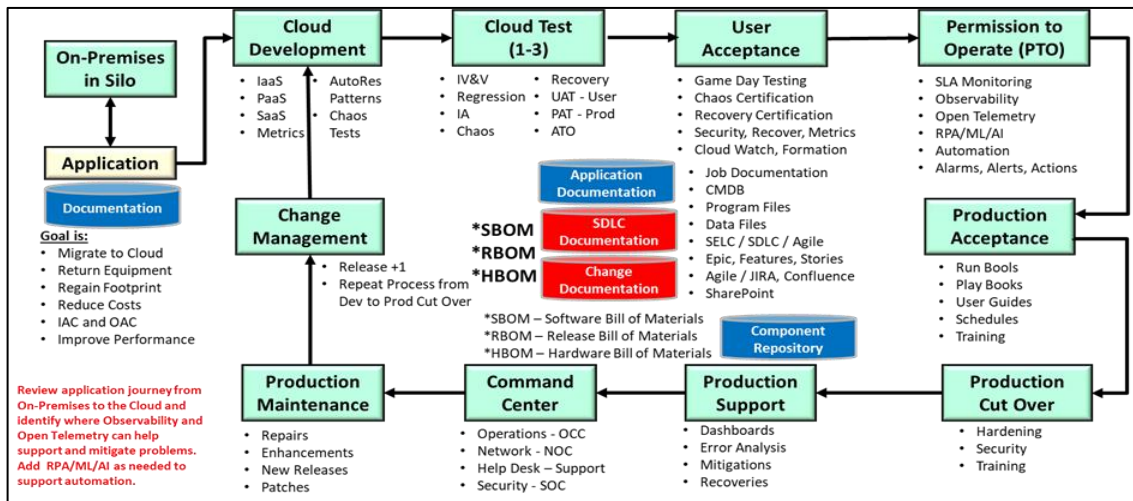 On-Premises
in Silo
Application
Documentation
Goal is:
• Migrate to Cloud
• Return Equipment
• Regain Footprint
• Reduce Costs
• IAC and OAC
• Improve Performance
Review application journey from
On-Premises to the Cloud and
identify where Observability and
Open Telemetry can help
support and mitigate problems.
Add RPA/ML/AI as needed to
support automation.
Cloud
Development
• IaaS
• PaaS
• SaaS
• Metrics
• AutoRes
Patterns
• Chaos
Tests
Cloud Test
(1-3)
• IV&V
• Regression
• IA
• Chaos
• Recovery
• UAT - User
• PAT - Prod
• ATO
User
Acceptance
• Game Day Testing
• Chaos Certification
• Recovery Certification
• Security, Recover, Metrics
• Cloud Watch, Formation
Permission to
Operate (PTO)
• SLA Monitoring
• Observability
• Open Telemetry
• RPA/ML/AI
• Automation
• Alarms, Alerts, Actions
Change
Management
• Release +1
• Repeat Process from
Dev to Prod Cut Over
*SBOM
*RBOM
*HBOM
Application
Documentation
SDLC
Documentation
Change
Documentation
• Job Documentation
• CMDB
• Program Files
• Data Files
• SELC / SDLC / Agile
• Epic, Features, Stories
• Agile / JIRA, Confluence
• SharePoint
*SBOM – Software Bill of Materials
*RBOM – Release Bill of Materials
*HBOM – Hardware Bill of Materials
Component
Repository
Production
Acceptance
• Run Bools
• Play Books
• User Guides
• Schedules
• Training
Production
Maintenance
• Repairs
• Enhancements
• New Releases
• Patches
Command
Center
• Operations - OCC
• Network - NOC
• Help Desk – Support
• Security - SOC
Production
Support
• Dashboards
• Error Analysis
• Mitigations
• Recoveries
Production
Cut Over
• Hardening
• Security
• Training